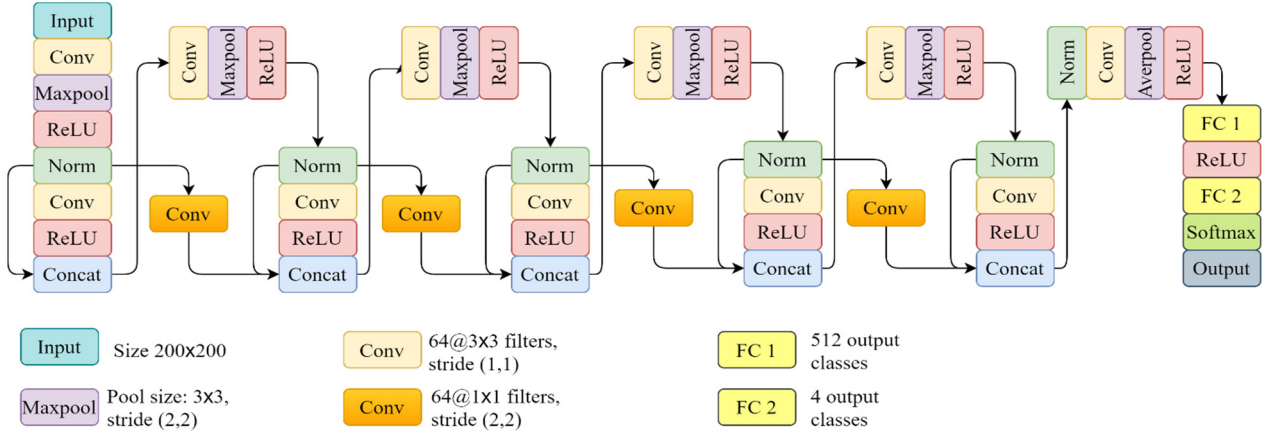 Input
Conv
Maxpool
ReLU
Norm
Conv
ReLU
Concat
Conv
Maxpool
ReLU
Conv
Norm
Conv
ReLU
Concat
Conv
Maxpool
ReLU
Conv
Norm
Conv
ReLU
Concat
Conv
Maxpool
ReLU
Conv
Norm
Conv
ReLU
Concat
Conv
Maxpool
ReLU
Conv
Norm
Conv
ReLU
Concat
Norm
Conv
Averpool
ReLU
FC 1
ReLU
FC 2
Softmax
Output
Input
Size 200x200
Maxpool
Pool size: 3x3,
stride (2,2)
Conv
64@3x3 filters,
stride (1,1)
Conv
64@1x1 filters,
stride (2,2)
FC 1
512 output
classes
FC 2
4 output
classes